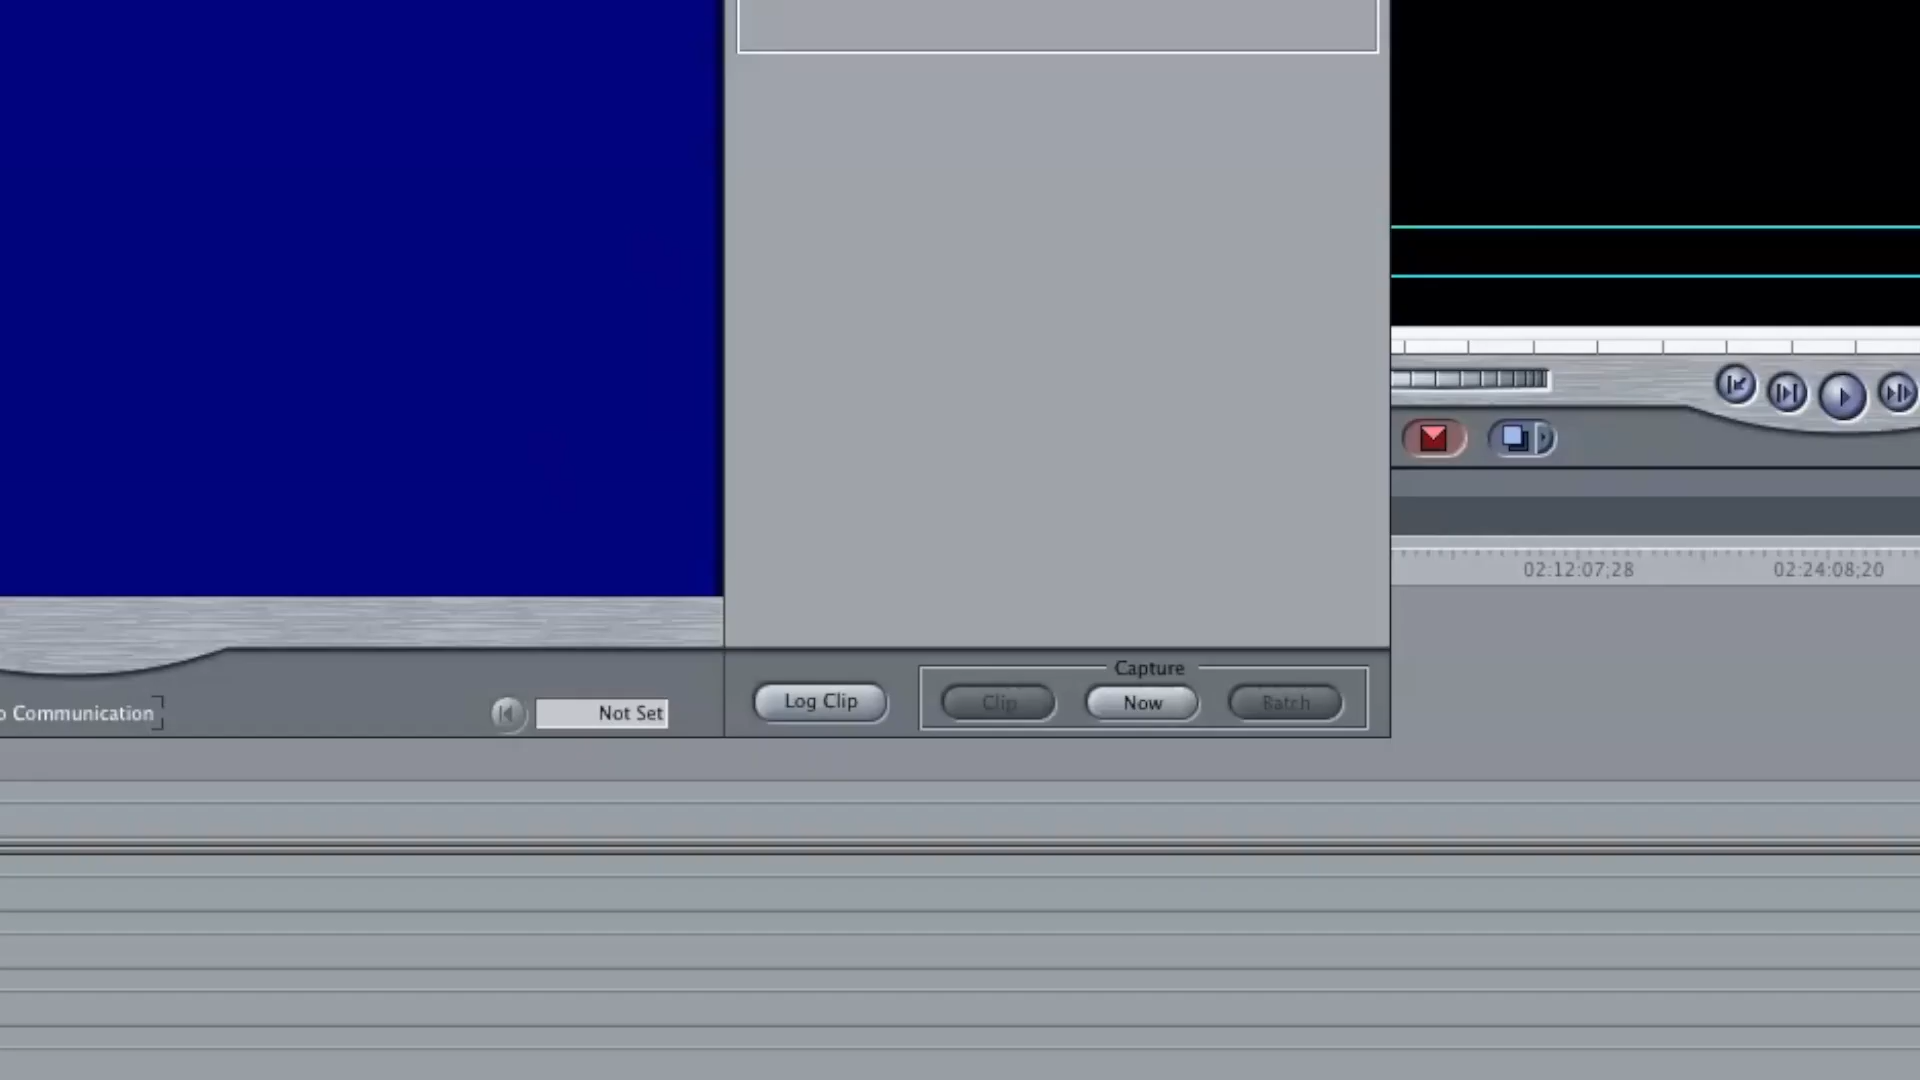 02:12:07;28 02:24:08;20
Capture
Log Clip Clip Now Batch
o Communication Not Set